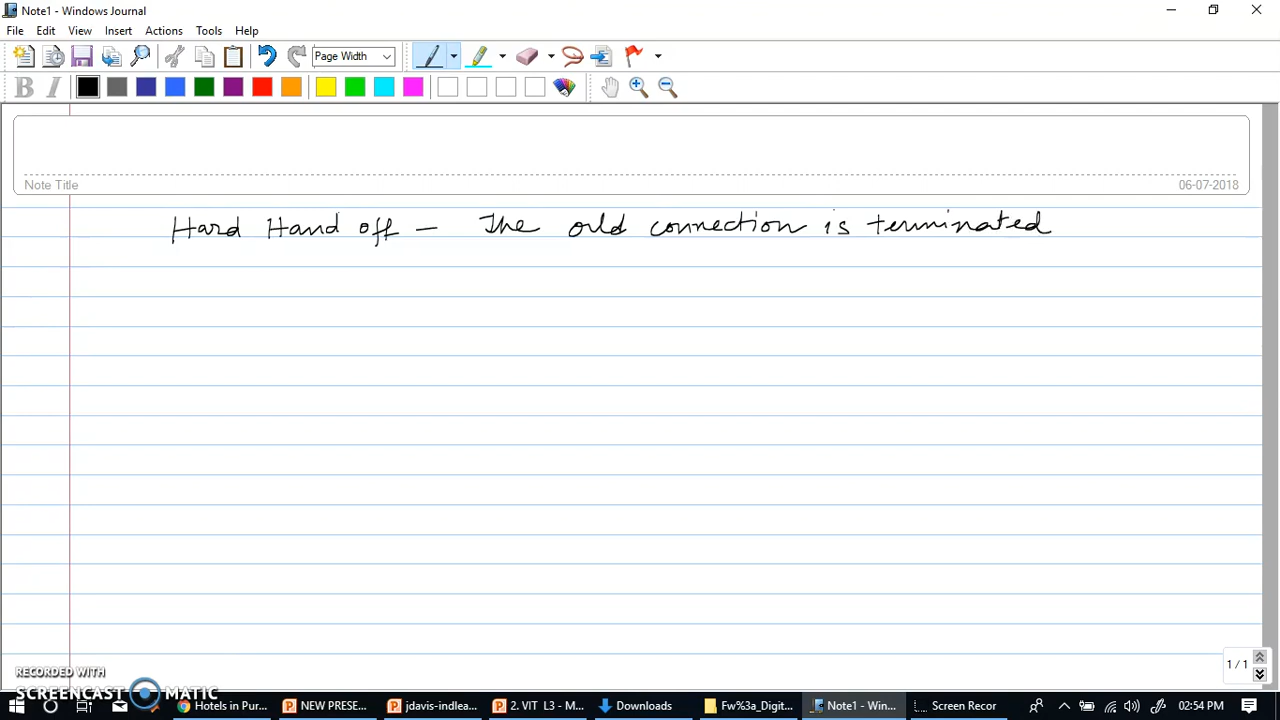 Note1 - Windows Journal
File Edit View Insert Actions Tools Help
Page Width
B I
Note Title
06-07-2018
Hard Hand off - The old connection is terminated
1 / 1
RECORDED WITH
SCREENCAST MATIC
Hotels in Pur... NEW PRESE... jdavis-indlea... 2. VIT L3 - M... Downloads Fw%3a_Digit... Note1 - Win... Screen Recor 02:54 PM